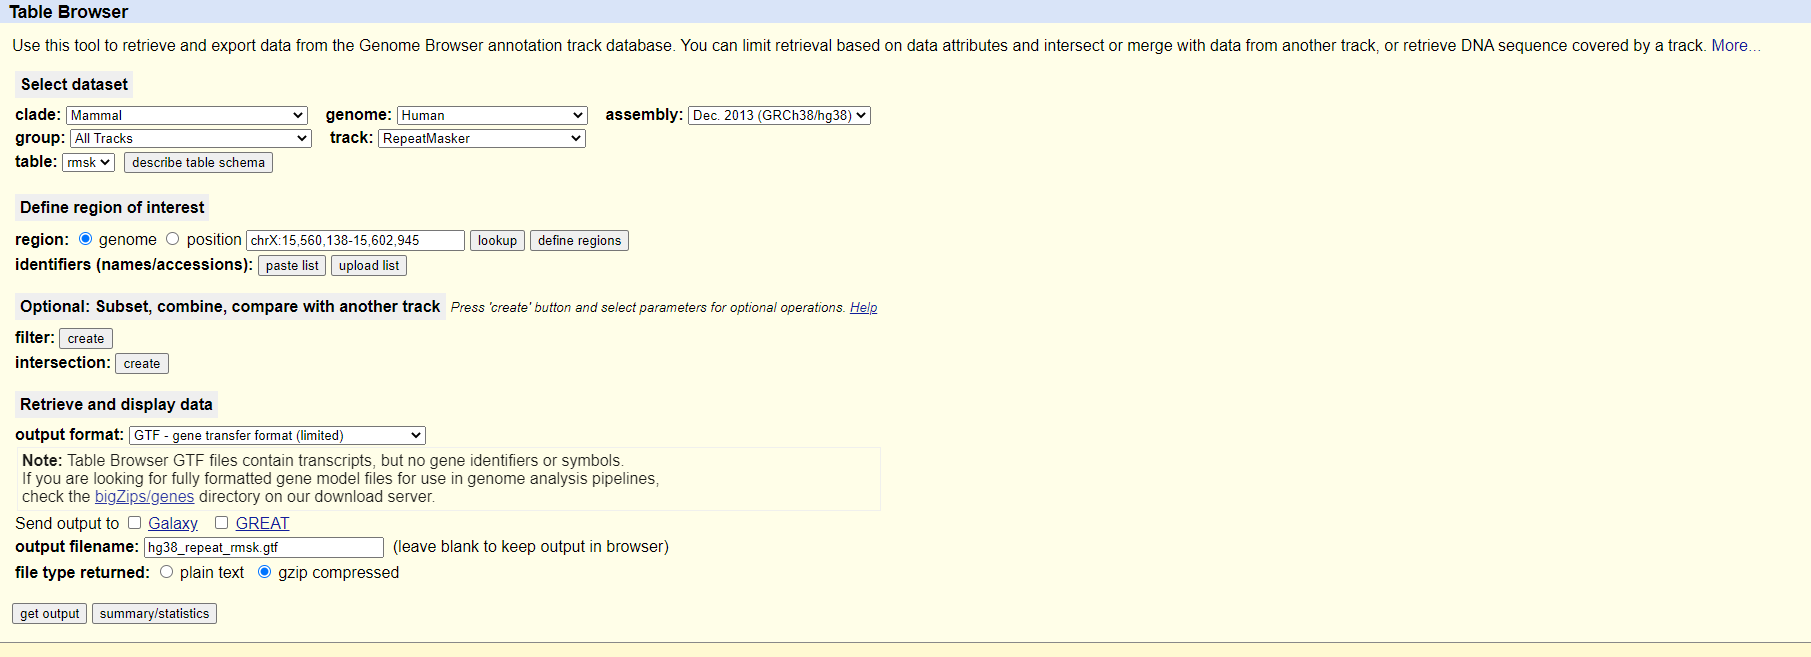 Table Browser
Use this tool to retrieve and export data from the Genome Browser annotation track database. You can limit retrieval based on data attributes and intersect or merge with data from another track, or retrieve DNA sequence covered by a track. More...
Select dataset
clade: Mammal genome: Human assembly: Dec. 2013 (GRCh38/hg38)
group: All Tracks track: RepeatMasker
table: rmsk describe table schema
Define region of interest
region: genome position chrX:15,560,138-15,602,945 lookup define regions
identifiers (names/accessions): paste list upload list
Optional: Subset, combine, compare with another track Press 'create' button and select parameters for optional operations. Help
filter: create
intersection: create
Retrieve and display data
output format: GTF - gene transfer format (limited)
Note: Table Browser GTF files contain transcripts, but no gene identifiers or symbols.
If you are looking for fully formatted gene model files for use in genome analysis pipelines,
check the bigZips/genes directory on our download server.
Send output to Galaxy GREAT
output filename: hg38_repeat_rmsk.gtf (leave blank to keep output in browser)
file type returned: plain text gzip compressed
get output summary/statistics